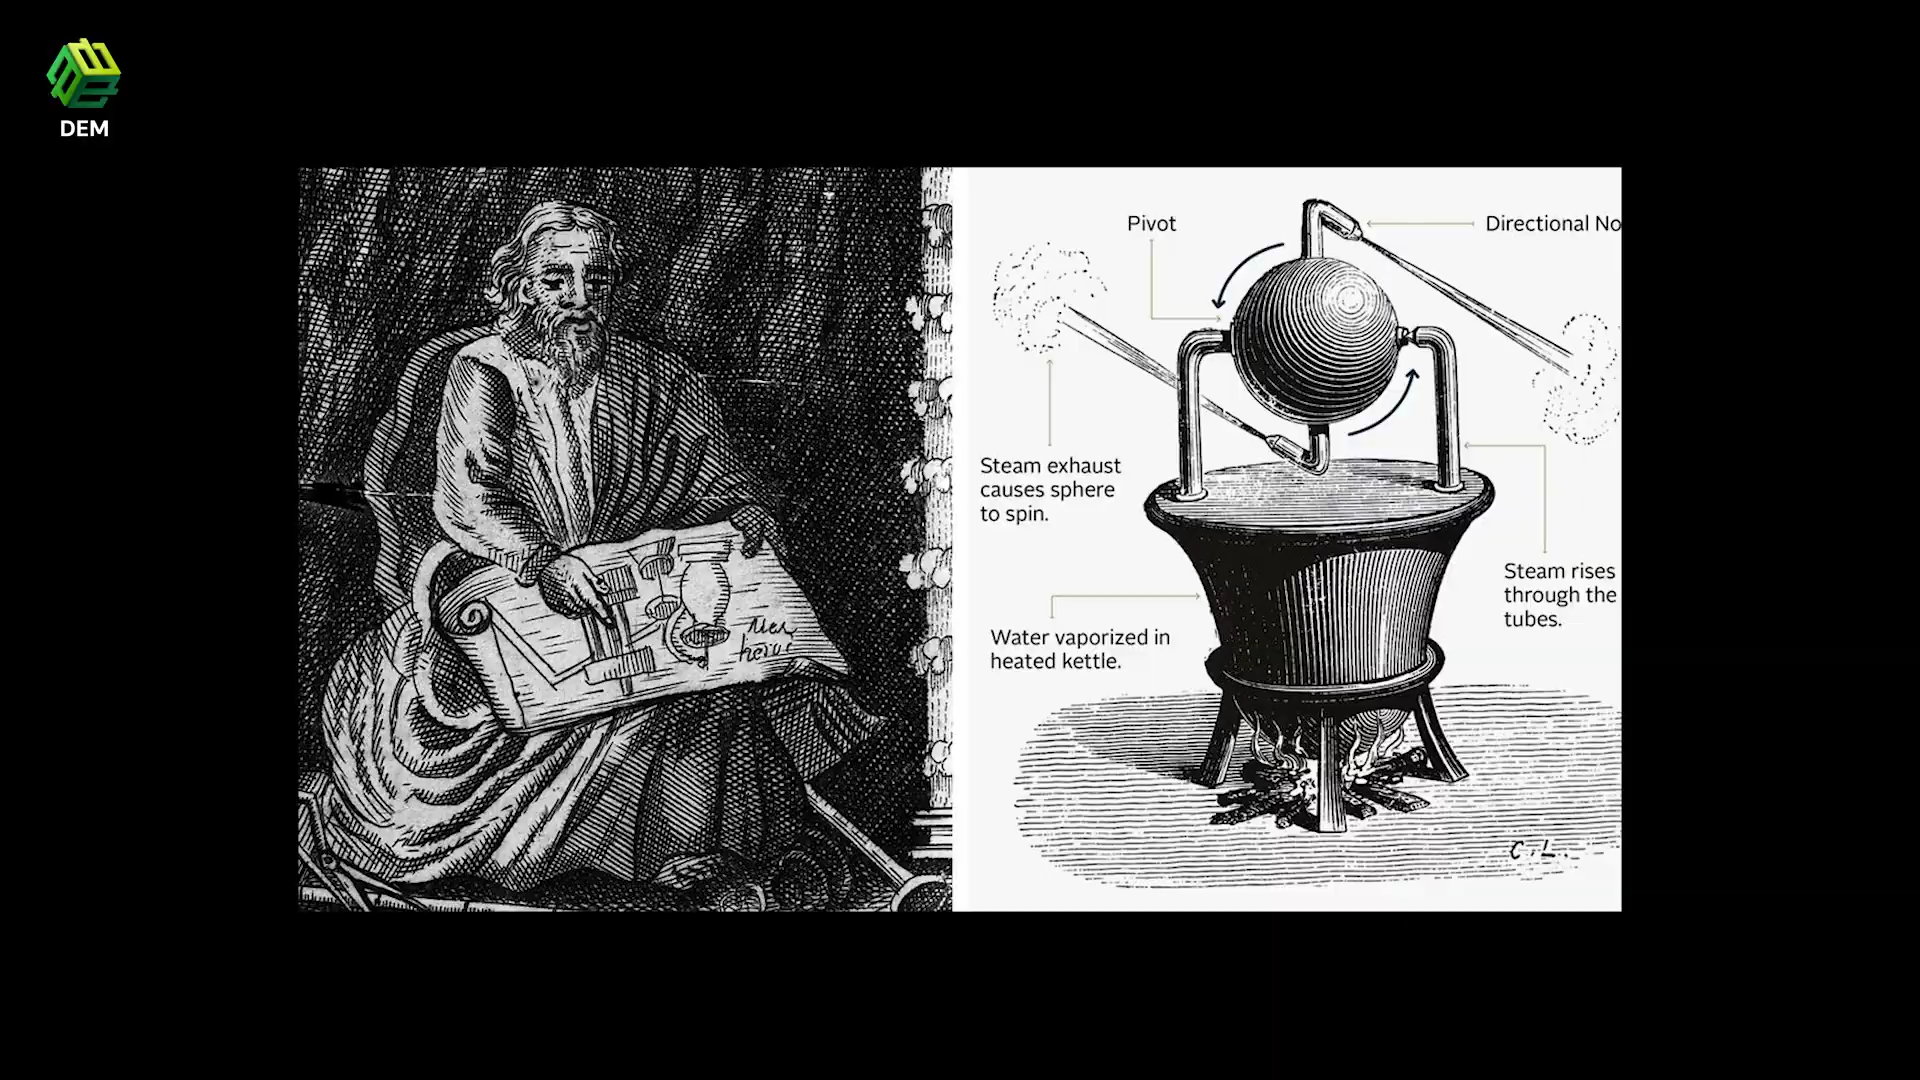 DEM
Pivot
Directional No
Steam exhaust
causes sphere
to spin.
Steam rises
through the
tubes.
Water vaporized in
heated kettle.
C.L.